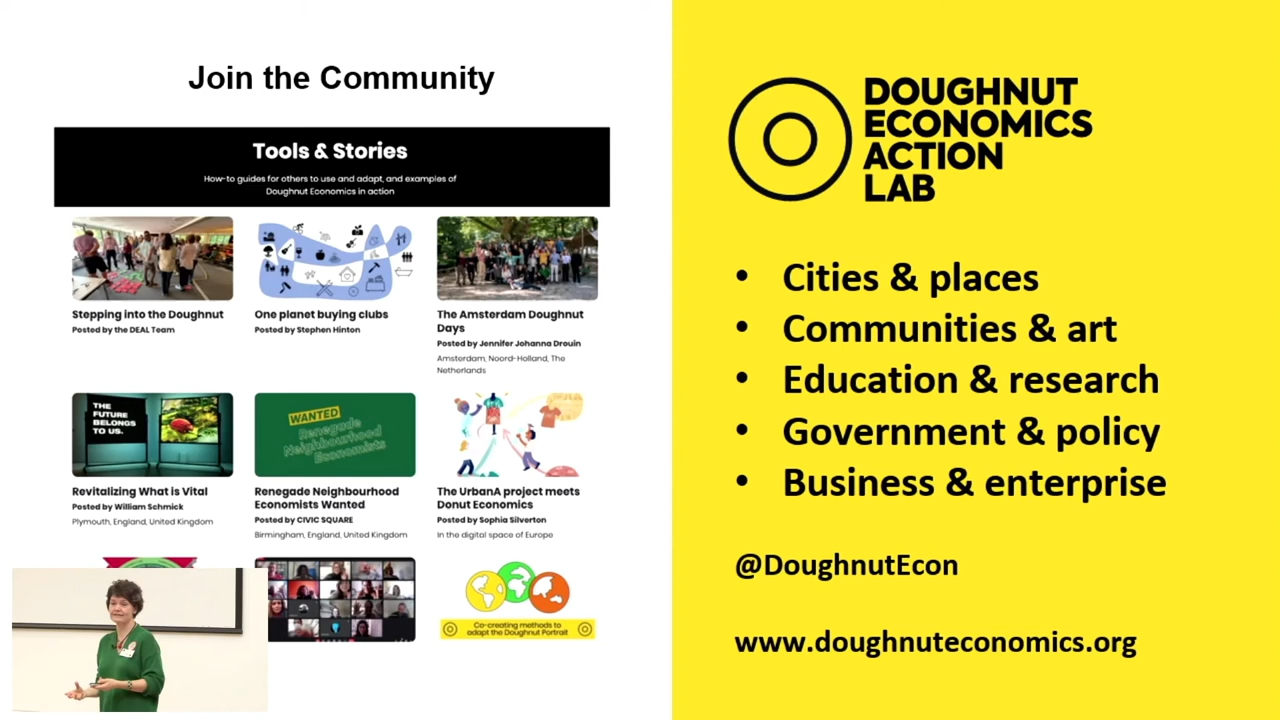 Join the Community
Tools & Stories
How-to guides for others to use and adapt, and examples of
Doughnut Economics in action
Stepping into the Doughnut
Posted by the DEAL Team
One planet buying clubs
Posted by Stephen Hinton
The Amsterdam Doughnut
Days
Posted by Jennifer Johanna Drouin
Amsterdam, Noord-Holland, The
Netherlands
THE
FUTURE
BELONGS
TO US.
Revitalizing What is Vital
Posted by William Schmick
Plymouth, England, United Kingdom
WANTED
Renegade
Neighbourhood
Economists
Renegade Neighbourhood
Economists Wanted
Posted by CIVIC SQUARE
Birmingham, England, United Kingdom
The UrbanA project meets
Donut Economics
Posted by Sophia Silverton
In the digital space of Europe
Co-creating methods to
adapt the Doughnut Portrait
DOUGHNUT
ECONOMICS
ACTION
LAB
• Cities & places
• Communities & art
• Education & research
• Government & policy
• Business & enterprise
@DoughnutEcon
www.doughnuteconomics.org